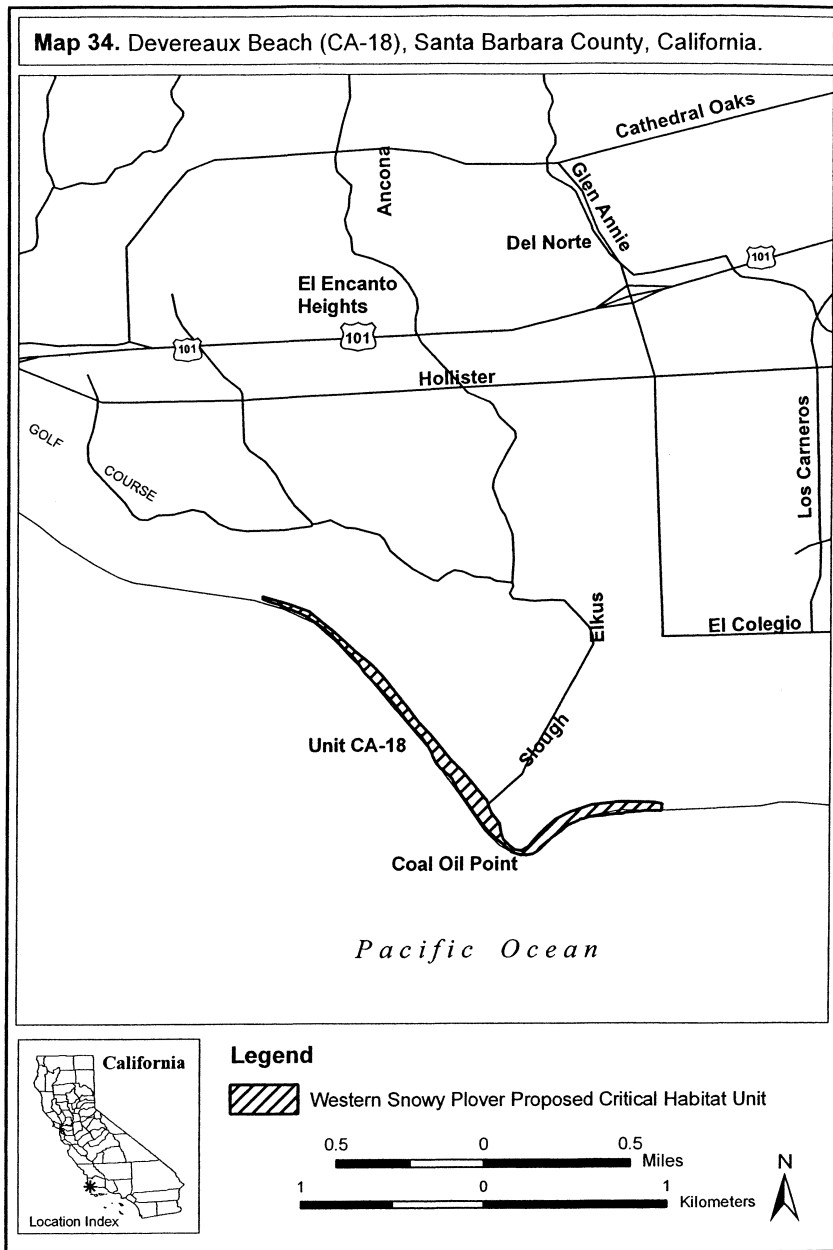 Map 34. Devereaux Beach (CA-18), Santa Barbara County, California.
Cathedral Oaks
Ancona
Glen Annie
Del Norte
101
El Encanto
Heights
101
101
Hollister
GOLF
COURSE
Los Carneros
Elkus
El Colegio
Slough
Unit CA-18
Coal Oil Point
Pacific Ocean
California
Location Index
Legend
Western Snowy Plover Proposed Critical Habitat Unit
0.5 0 0.5
Miles
1 0 1
Kilometers
N